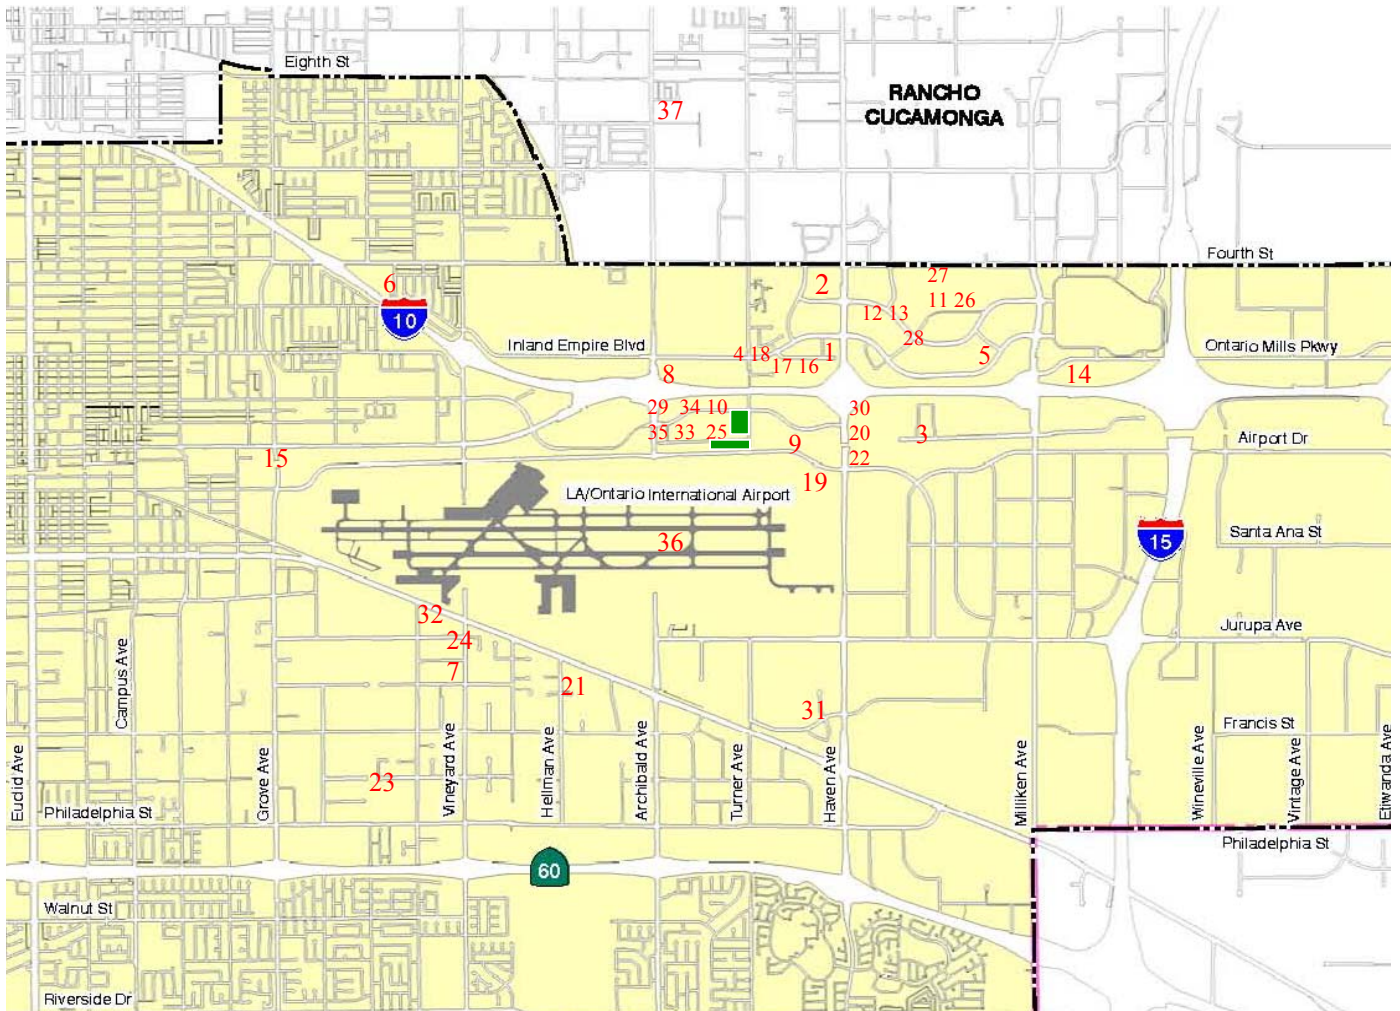 Eighth St
37
RANCHO
CUCAMONGA
Fourth St
6
2
27
11 26
12 13
10
28
Inland Empire Blvd
4 18
1
5
Ontario Mills Pkwy
17 16
8
14
29
34
10
30
35 33
25
20
3
Airport Dr
9
15
22
19
LA/Ontario International Airport
Santa Ana St
36
15
32
24
Jurupa Ave
7
21
31
Francis St
23
Euclid Ave
Campus Ave
Grove Ave
Vineyard Ave
Hellman Ave
Archibald Ave
Turner Ave
Haven Ave
Milliken Ave
Wineville Ave
Vintage Ave
Etiwanda Ave
Philadelphia St
Philadelphia St
60
Walnut St
Riverside Dr